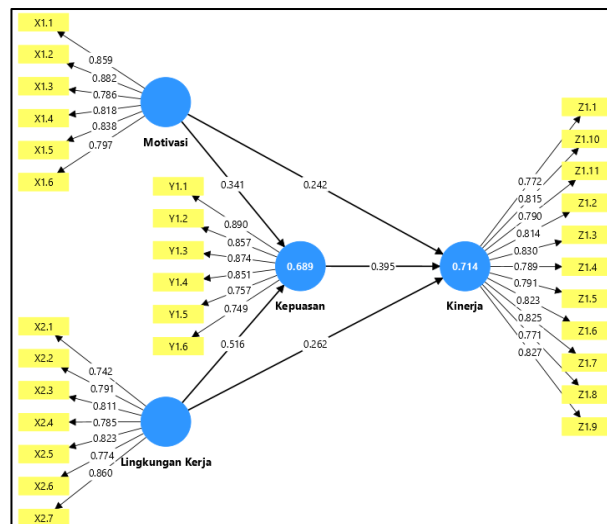 X1.1
X1.2
X1.3
X1.4
X1.5
X1.6
0.859
0.882
0.786
0.818
0.838
0.797
Motivasi
0.341
0.242
Y1.1
Y1.2
Y1.3
Y1.4
Y1.5
Y1.6
0.890
0.857
0.874
0.851
0.757
0.749
0.689
Kepuasan
0.395
0.714
Kinerja
0.516
0.262
X2.1
X2.2
X2.3
X2.4
X2.5
X2.6
X2.7
0.742
0.791
0.811
0.785
0.823
0.774
0.860
Lingkungan Kerja
0.772
0.815
0.790
0.814
0.830
0.789
0.791
0.823
0.825
0.771
0.827
Z1.1
Z1.10
Z1.11
Z1.2
Z1.3
Z1.4
Z1.5
Z1.6
Z1.7
Z1.8
Z1.9